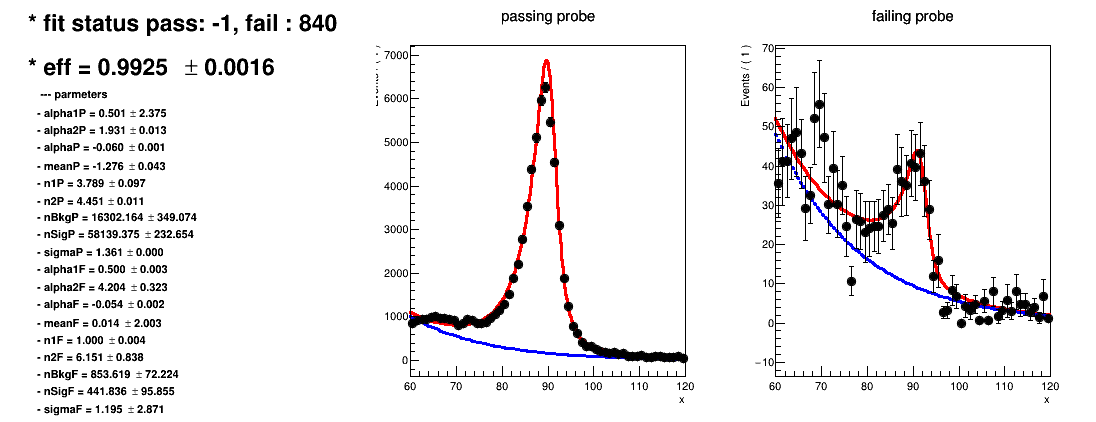 * fit status pass: -1, fail : 840
* eff = 0.9925 ± 0.0016
--- parmeters
- alpha1P = 0.501 ± 2.375
- alpha2P = 1.931 ± 0.013
- alphaP = -0.060 ± 0.001
- meanP = -1.276 ± 0.043
- n1P = 3.789 ± 0.097
- n2P = 4.451 ± 0.011
- nBkgP = 16302.164 ± 349.074
- nSigP = 58139.375 ± 232.654
- sigmaP = 1.361 ± 0.000
- alpha1F = 0.500 ± 0.003
- alpha2F = 4.204 ± 0.323
- alphaF = -0.054 ± 0.002
- meanF = 0.014 ± 2.003
- n1F = 1.000 ± 0.004
- n2F = 6.151 ± 0.838
- nBkgF = 853.619 ± 72.224
- nSigF = 441.836 ± 95.855
- sigmaF = 1.195 ± 2.871
passing probe
7000
6000
5000
4000
3000
2000
1000
0
60 70 80 90 100 110 120
x
failing probe
Events / ( 1 )
70
60
50
40
30
20
10
0
−10
60 70 80 90 100 110 120
x